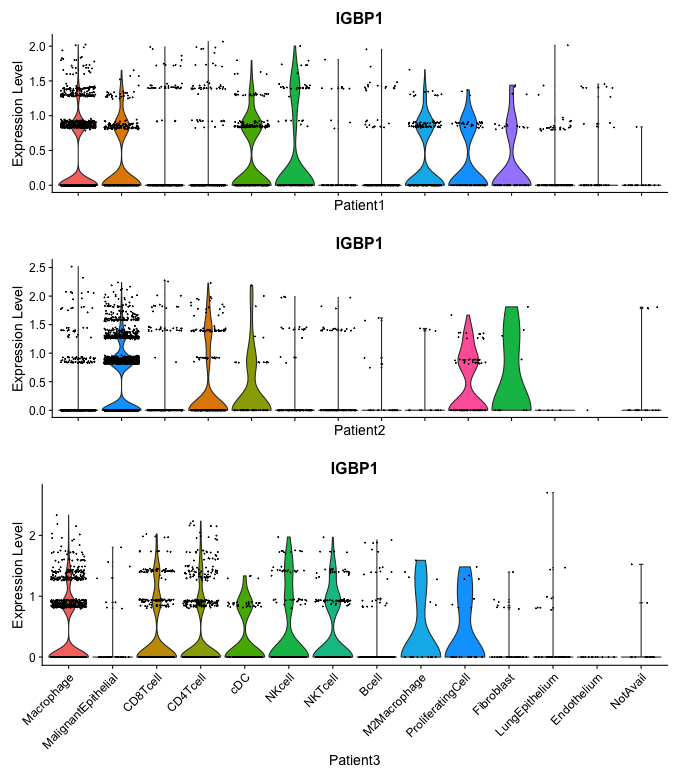 IGBP1
Expression Level
2.0
1.5
1.0
0.5
0.0
Patient1
IGBP1
Expression Level
2.5
2.0
1.5
1.0
0.5
0.0
Patient2
IGBP1
Expression Level
2
1
0
Macrophage
MalignantEpithelial
CD8Tcell
CD4Tcell
cDC
NKcell
NKTcell
Bcell
M2Macrophage
ProliferatingCell
Fibroblast
LungEpithelium
Endothelium
NotAvail
Patient3